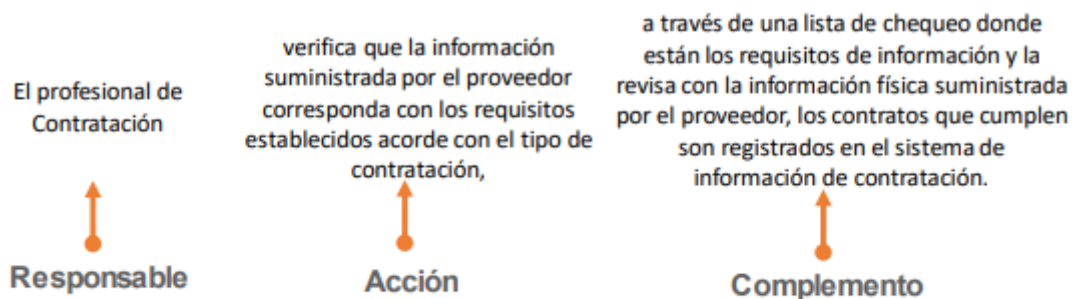 El profesional de
Contratación
verifica que la información
suministrada por el proveedor
corresponda con los requisitos
establecidos acorde con el tipo de
contratación,
a través de una lista de chequeo donde
están los requisitos de información y la
revisa con la información física suministrada
por el proveedor, los contratos que cumplen
son registrados en el sistema de
información de contratación.
Responsable
Acción
Complemento